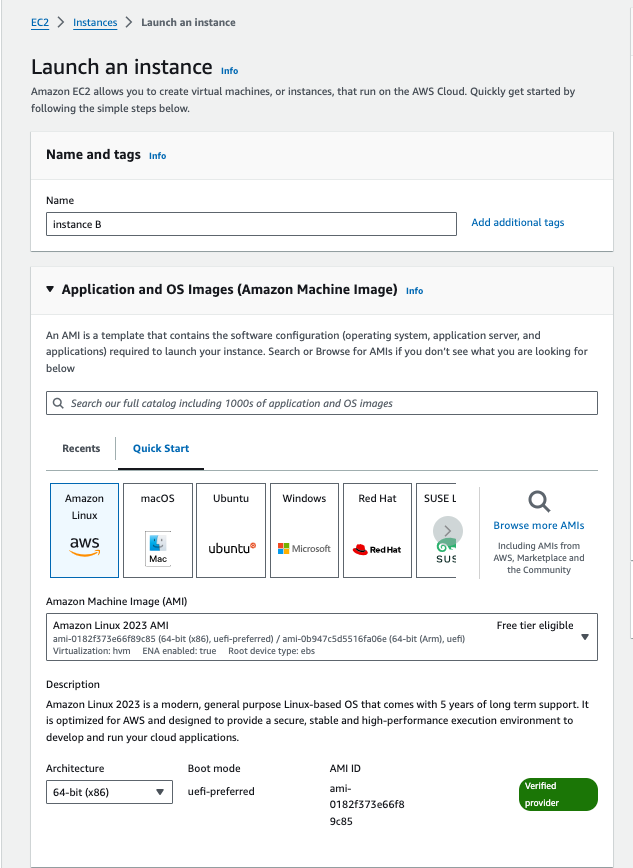 EC2 > Instances > Launch an instance
Launch an instance Info
Amazon EC2 allows you to create virtual machines, or instances, that run on the AWS Cloud. Quickly get started by
following the simple steps below.
Name and tags Info
Name
instance B
Add additional tags
Application and OS Images (Amazon Machine Image) Info
An AMI is a template that contains the software configuration (operating system, application server, and
applications) required to launch your instance. Search or Browse for AMIs if you don't see what you are looking for
below
Search our full catalog including 1000s of application and OS images
Recents
Quick Start
Amazon
Linux
aws
macOS
Mac
Ubuntu
ubuntu
Windows
Microsoft
Red Hat
Red Hat
SUSE L
SUS
Browse more AMIs
Including AMIs from
AWS, Marketplace and
the Community
Amazon Machine Image (AMI)
Amazon Linux 2023 AMI
Free tier eligible
ami-0182f373e66f89c85 (64-bit (x86), uefi-preferred) / ami-0b947c5d5516fa06e (64-bit (Arm), uefi)
Virtualization: hvm ENA enabled: true Root device type: ebs
Description
Amazon Linux 2023 is a modern, general purpose Linux-based OS that comes with 5 years of long term support. It
is optimized for AWS and designed to provide a secure, stable and high-performance execution environment to
develop and run your cloud applications.
Architecture
64-bit (x86)
Boot mode
uefi-preferred
AMI ID
ami-
0182f373e66f8
9c85
Verified
provider